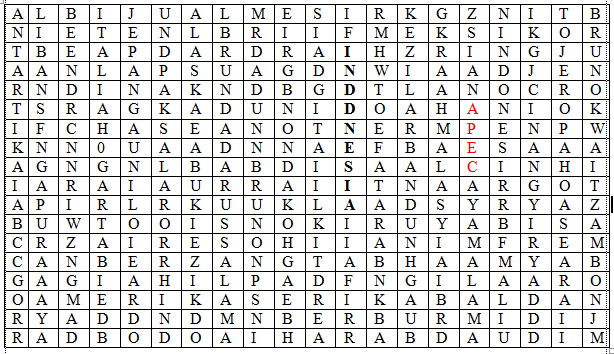 A L B I J U A L M E S I R K G Z N I T B
N I E T E N L B R I I F M E K S I K O R
T B E A P D A R D R A I H Z R I N G J U
A A N L A P S U A G D N W I A A D J E N
R N D I N A K N D B G D T L A N O C R O
T S R A G K A D U N I D O A H A N I O K
I F C H A S E A N O T N E R M P E N P W
K N N 0 U A A D N N A E F B A E S A A A
A G N G N L B A B D I S A A L C I N H I
I A R A I A U R R A I I T N A A R G O T
A P I R L R K U U K L A A D S Y R Y A Z
B U W T O O I S N O K I R U Y A B I S A
C R Z A I R E S O H I I A N I M F R E M
C A N B E R Z A N G T A B H A A M Y A B
G A G I A H I L P A D F N G I L A A R O
O A M E R I K A S E R I K A B A L D A N
R Y A D D N D M N B E R B U R M I D I J
R A D B O D O A I H A R A B D A U D I M